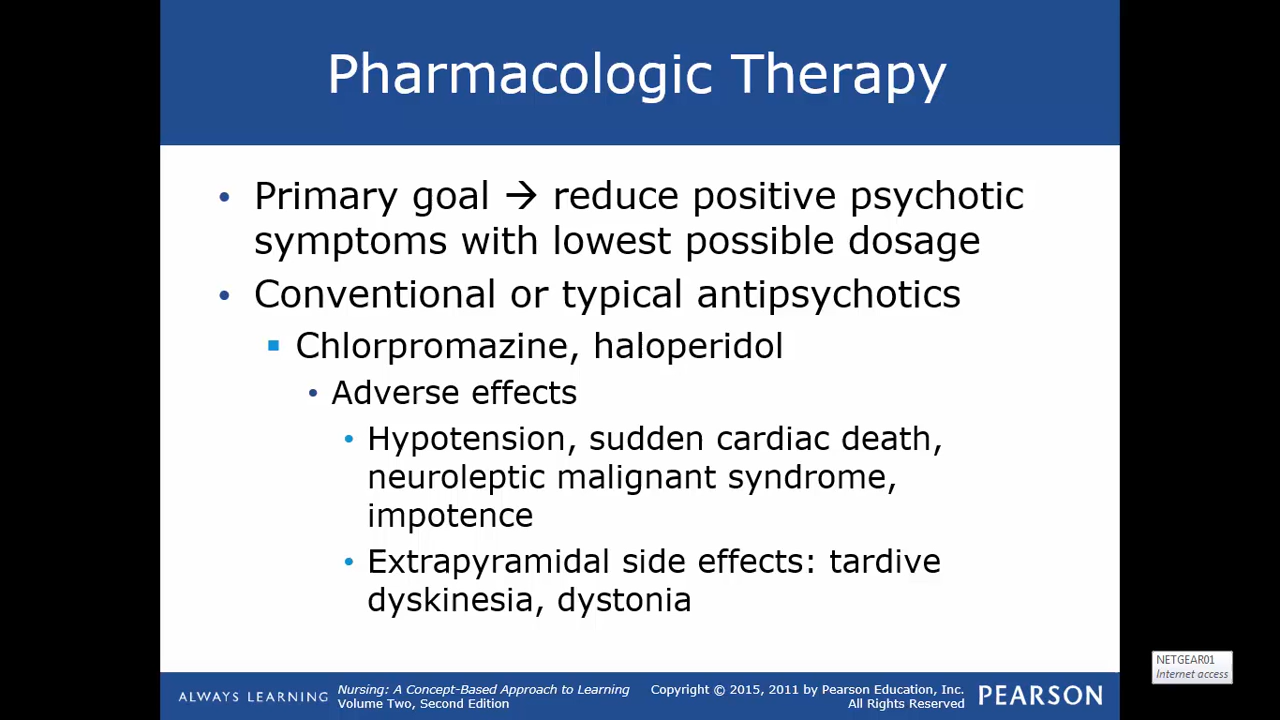 Pharmacologic Therapy
• Primary goal → reduce positive psychotic
symptoms with lowest possible dosage
• Conventional or typical antipsychotics
▪ Chlorpromazine, haloperidol
• Adverse effects
• Hypotension, sudden cardiac death,
neuroleptic malignant syndrome,
impotence
• Extrapyramidal side effects: tardive
dyskinesia, dystonia
ALWAYS LEARNING
Nursing: A Concept-Based Approach to Learning
Volume Two, Second Edition
Copyright © 2015, 2011 by Pearson Education, Inc.
All Rights Reserved
PEARSON
NETGEAR01
Internet access